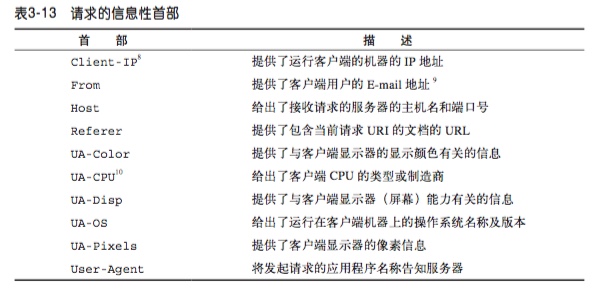 表3-13 请求的信息性首部
首 部 描 述
Client-IP8 提供了运行客户端的机器的 IP 地址
From 提供了客户端用户的 E-mail 地址9
Host 给出了接收请求的服务器的主机名和端口号
Referer 提供了包含当前请求 URI 的文档的 URL
UA-Color 提供了与客户端显示器的显示颜色有关的信息
UA-CPU10 给出了客户端 CPU 的类型或制造商
UA-Disp 提供了与客户端显示器（屏幕）能力有关的信息
UA-OS 给出了运行在客户端机器上的操作系统名称及版本
UA-Pixels 提供了客户端显示器的像素信息
User-Agent 将发起请求的应用程序名称告知服务器